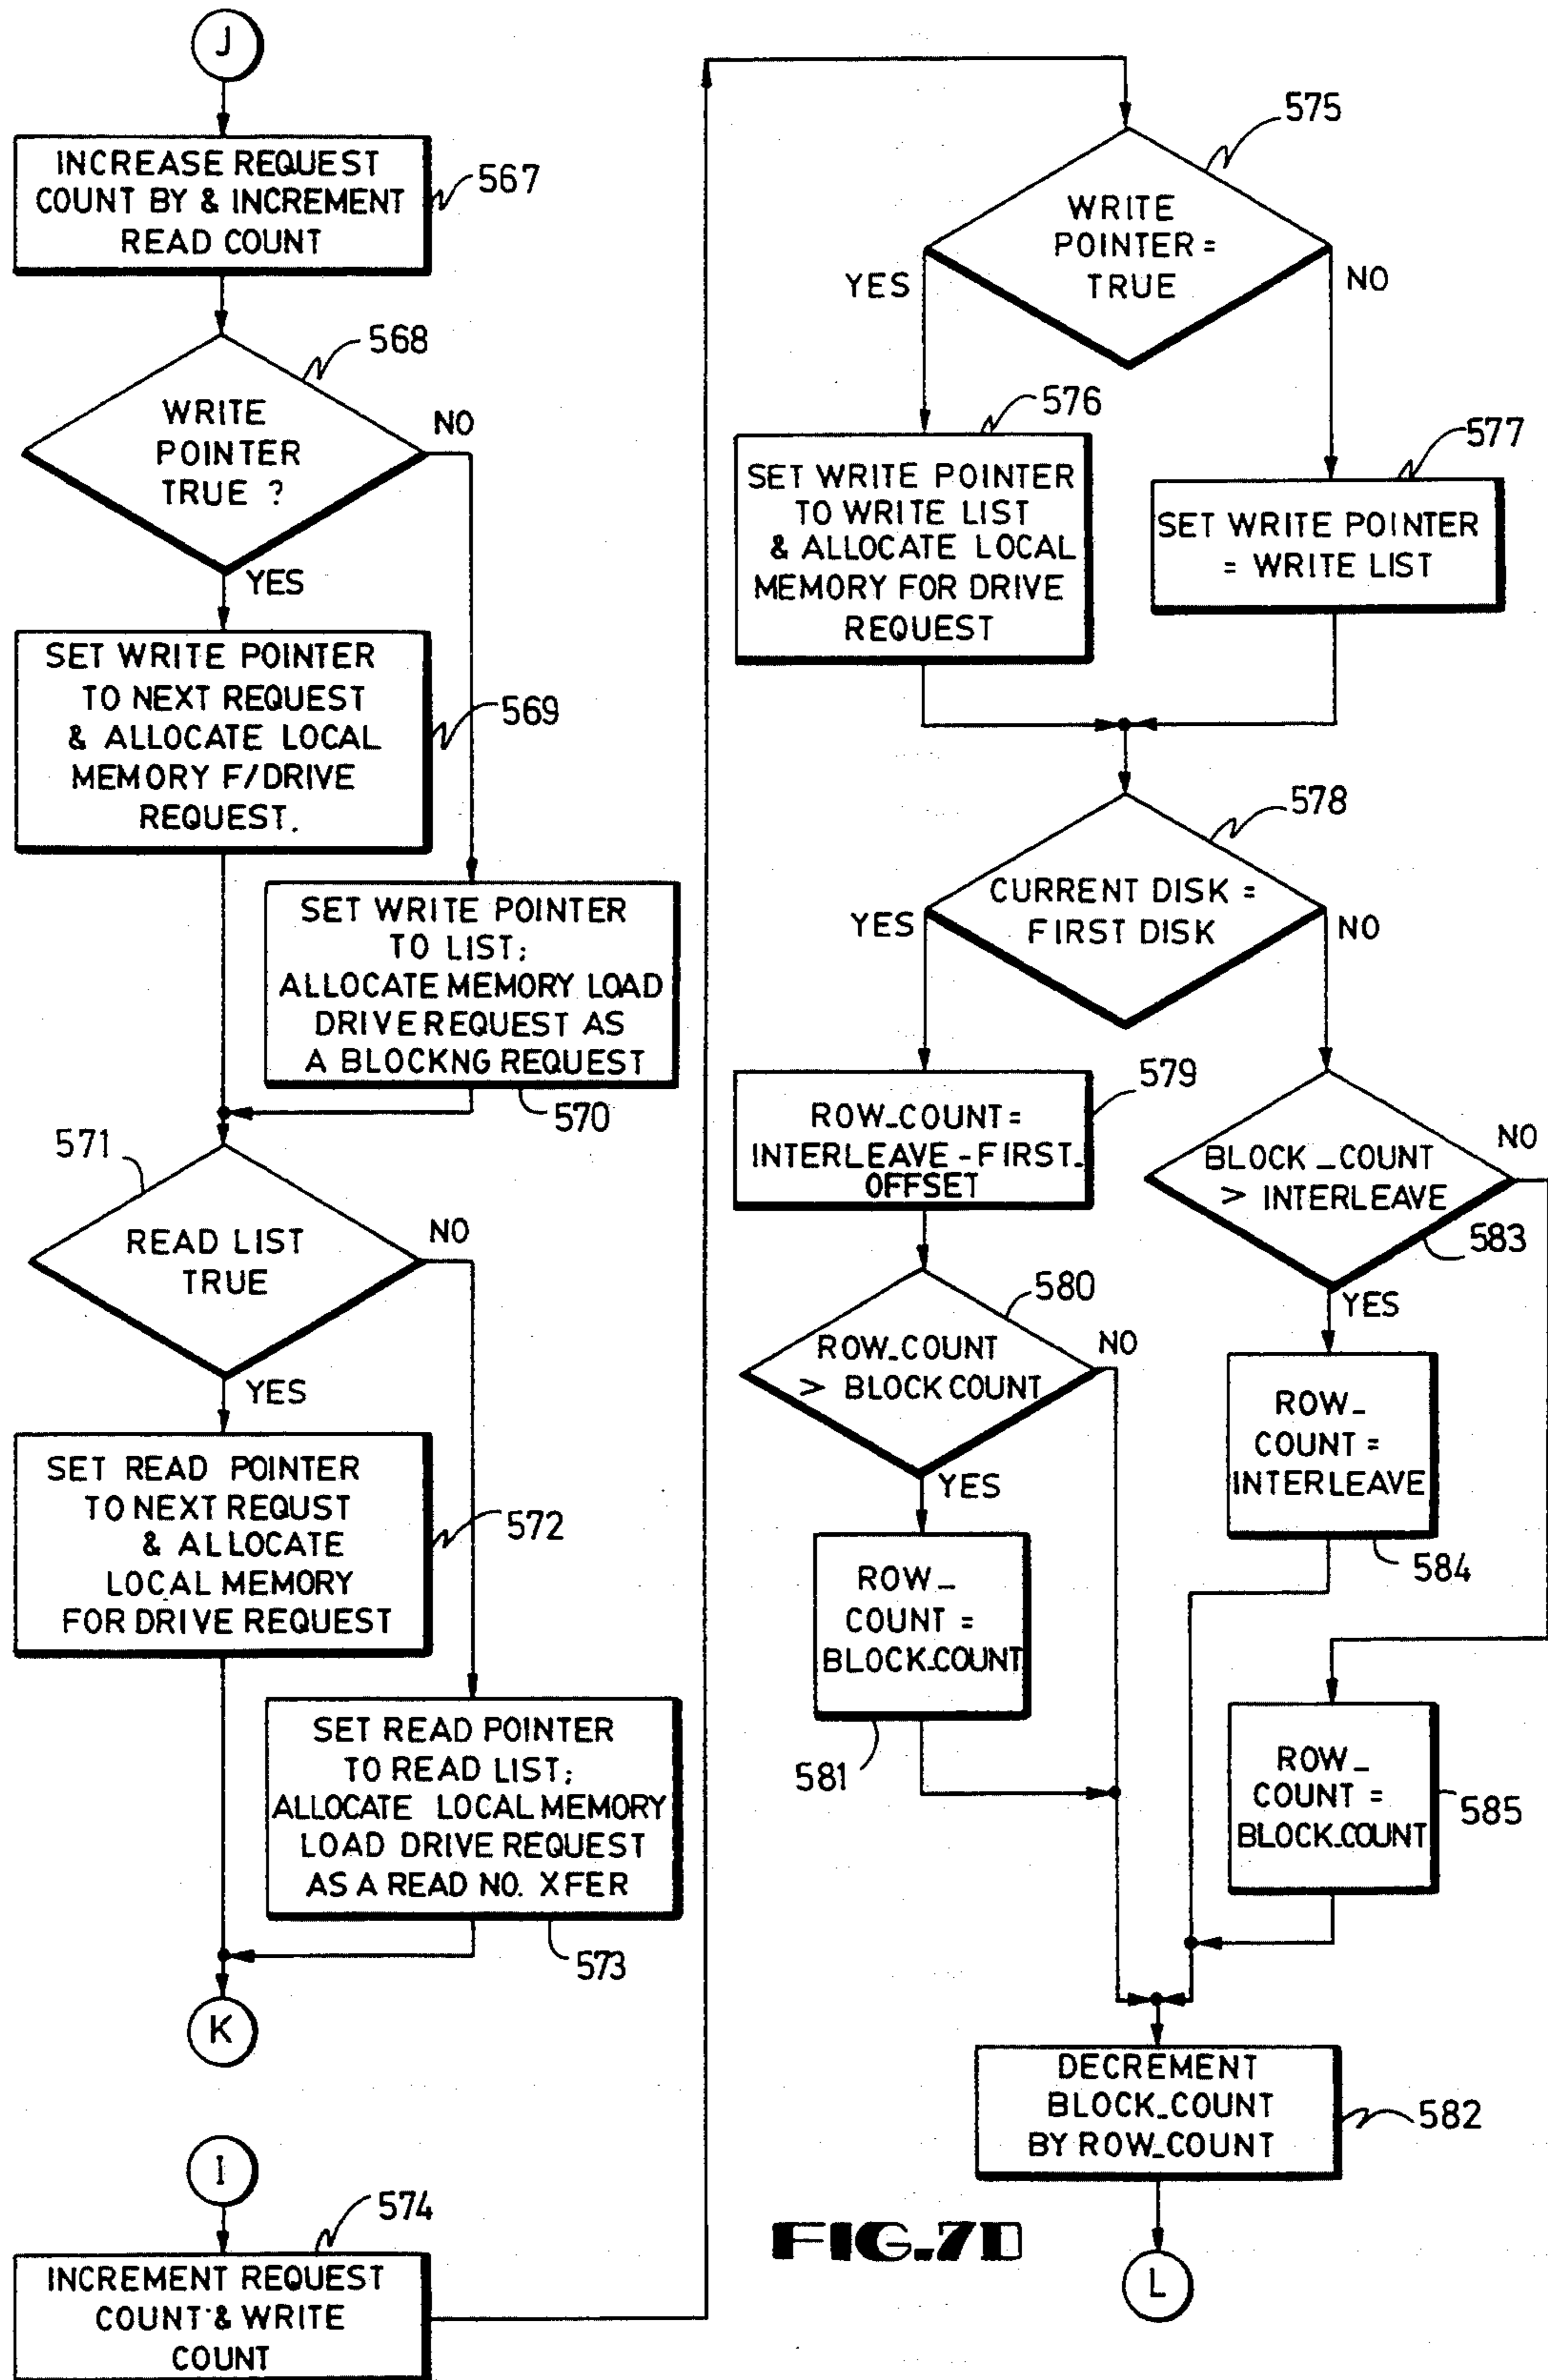 J
INCREASE REQUEST
COUNT BY & INCREMENT
READ COUNT
567
568
WRITE
POINTER
TRUE ?
NO
YES
SET WRITE POINTER
TO NEXT REQUEST
& ALLOCATE LOCAL
MEMORY F/DRIVE
REQUEST.
569
SET WRITE POINTER
TO LIST;
ALLOCATE MEMORY LOAD
DRIVE REQUEST AS
A BLOCKNG REQUEST
570
571
READ LIST
TRUE
NO
YES
SET READ POINTER
TO NEXT REQUST
& ALLOCATE
LOCAL MEMORY
FOR DRIVE REQUEST
572
SET READ POINTER
TO READ LIST;
ALLOCATE LOCAL MEMORY
LOAD DRIVE REQUEST
AS A READ NO. XFER
573
K
I
574
INCREMENT REQUEST
COUNT & WRITE
COUNT
575
WRITE
POINTER =
TRUE
YES
NO
576
SET WRITE POINTER
TO WRITE LIST
& ALLOCATE LOCAL
MEMORY FOR DRIVE
REQUEST
577
SET WRITE POINTER
= WRITE LIST
578
CURRENT DISK =
FIRST DISK
YES
NO
579
ROW_COUNT =
INTERLEAVE - FIRST_
OFFSET
580
ROW_COUNT
> BLOCK COUNT
NO
YES
ROW_
COUNT =
BLOCK_COUNT
581
BLOCK_COUNT
> INTERLEAVE
NO
583
YES
ROW_
COUNT =
INTERLEAVE
584
ROW_
COUNT =
BLOCK_COUNT
585
DECREMENT
BLOCK_COUNT
BY ROW_COUNT
582
L
FIG. 7D